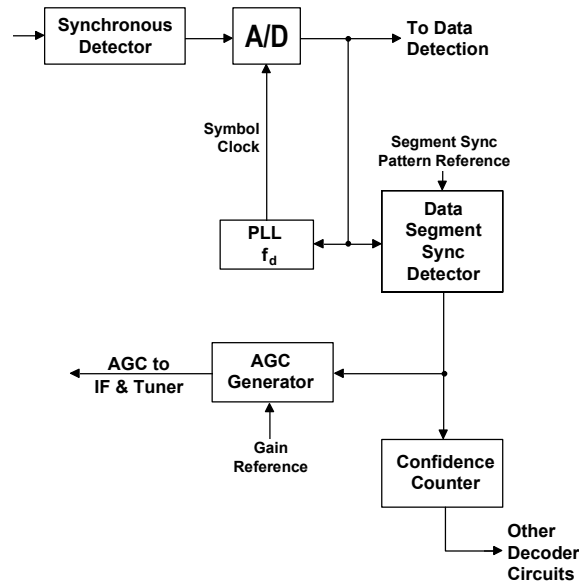 Synchronous
Detector
A/D
To Data
Detection
Symbol
Clock
Segment Sync
Pattern Reference
PLL
f_d
Data
Segment
Sync
Detector
AGC to
IF & Tuner
AGC
Generator
Gain
Reference
Confidence
Counter
Other
Decoder
Circuits